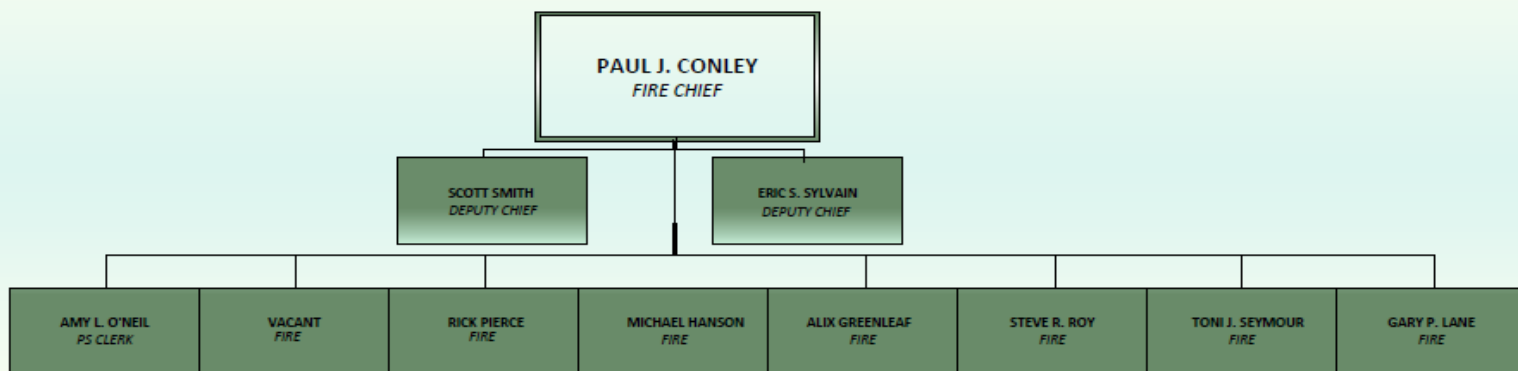 PAUL J. CONLEY
FIRE CHIEF
SCOTT SMITH
DEPUTY CHIEF
ERIC S. SYLVAIN
DEPUTY CHIEF
AMY L. O'NEIL
PS CLERK
VACANT
FIRE
RICK PIERCE
FIRE
MICHAEL HANSON
FIRE
ALIX GREENLEAF
FIRE
STEVE R. ROY
FIRE
TONI J. SEYMOUR
FIRE
GARY P. LANE
FIRE